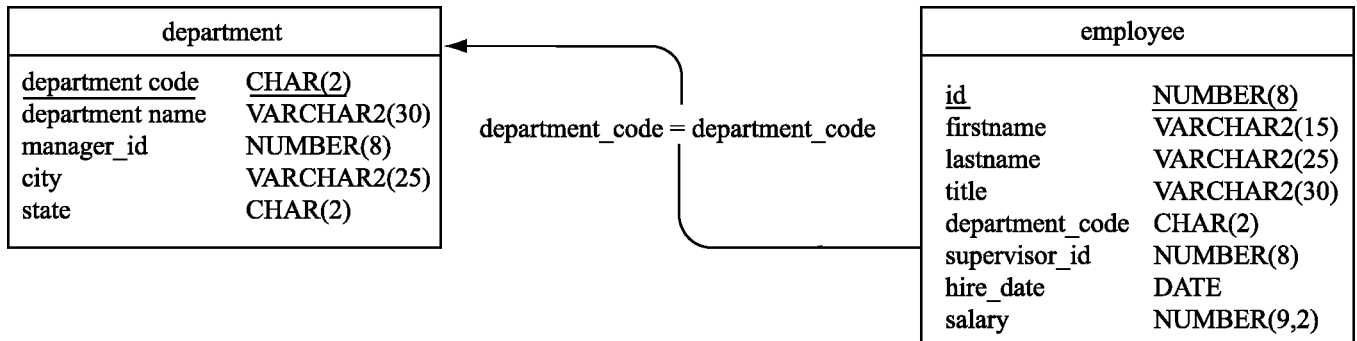 department
department code CHAR(2)
department name VARCHAR2(30)
manager_id NUMBER(8)
city VARCHAR2(25)
state CHAR(2)
department_code = department_code
employee
id NUMBER(8)
firstname VARCHAR2(15)
lastname VARCHAR2(25)
title VARCHAR2(30)
department_code CHAR(2)
supervisor_id NUMBER(8)
hire_date DATE
salary NUMBER(9,2)